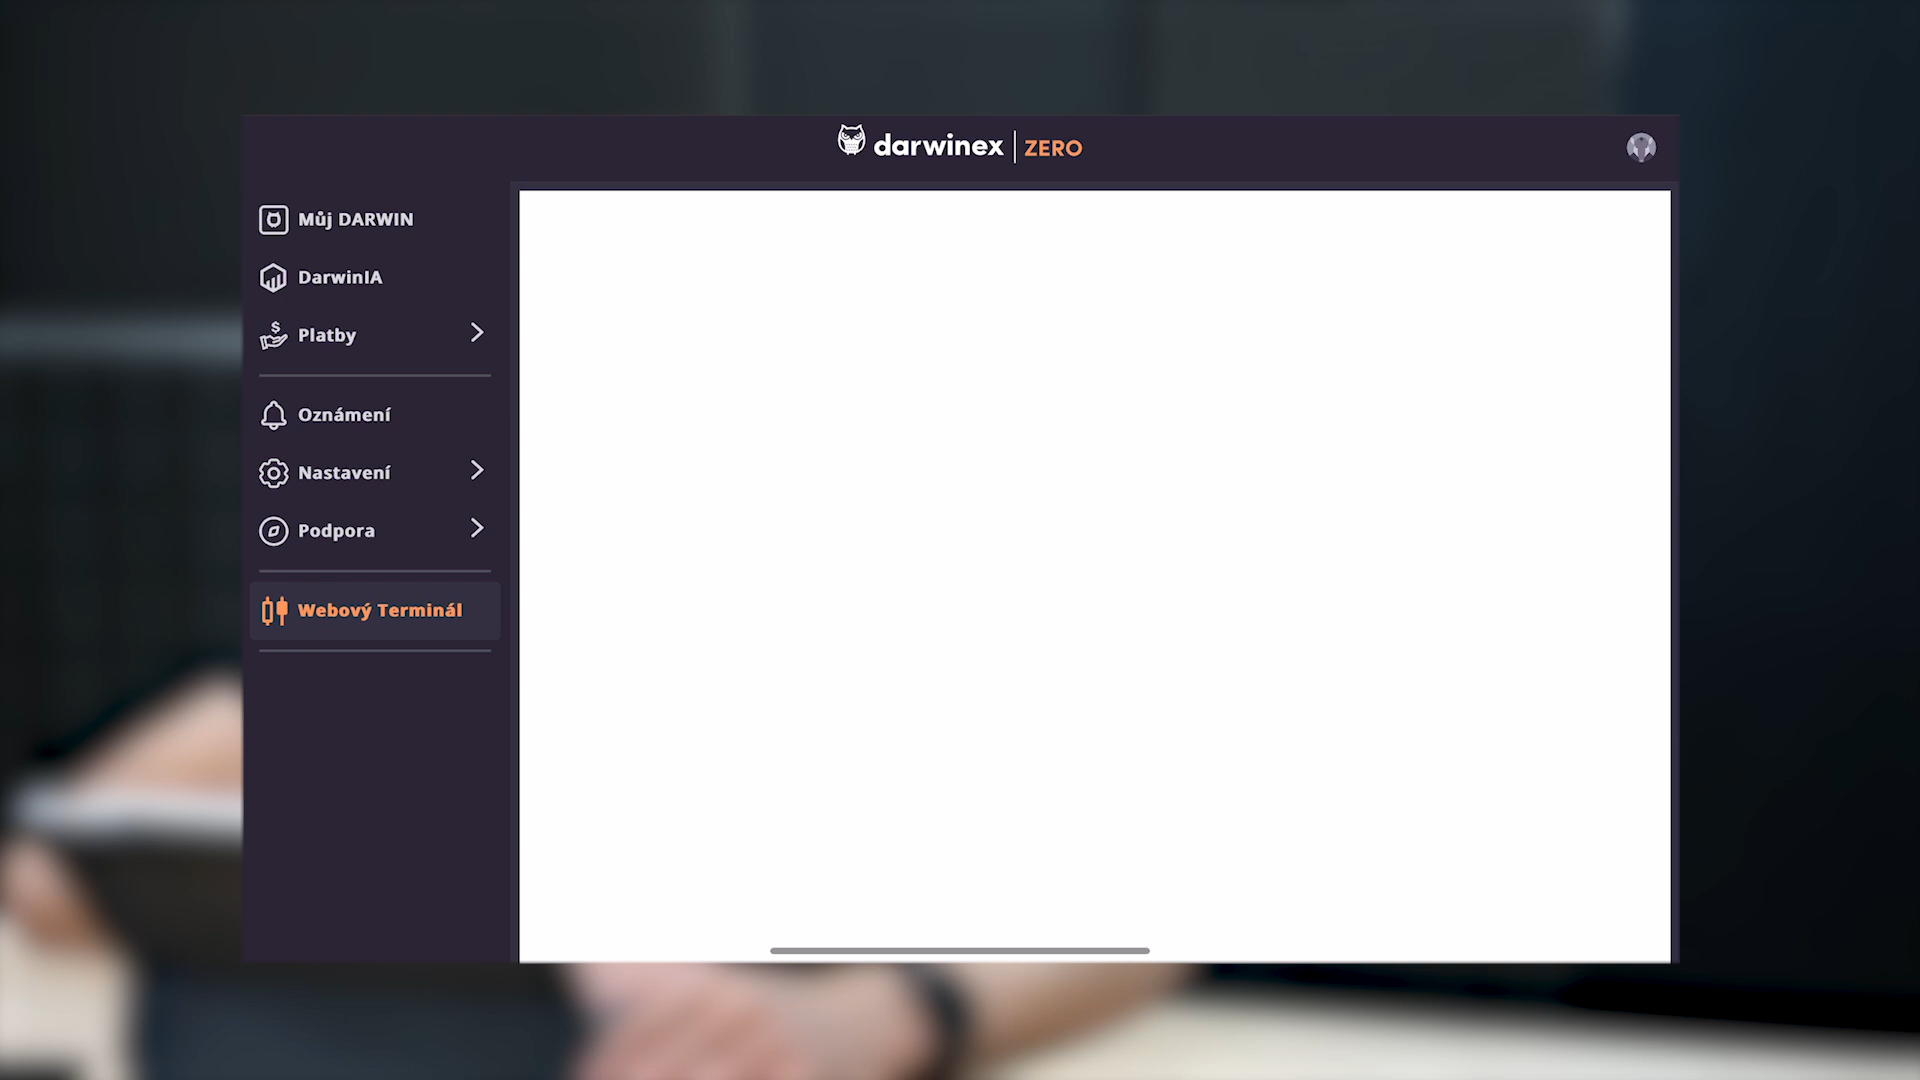 darwinex | ZERO
Můj DARWIN
DarwinIA
Platby
Oznámení
Nastavení
Podpora
Webový Terminál